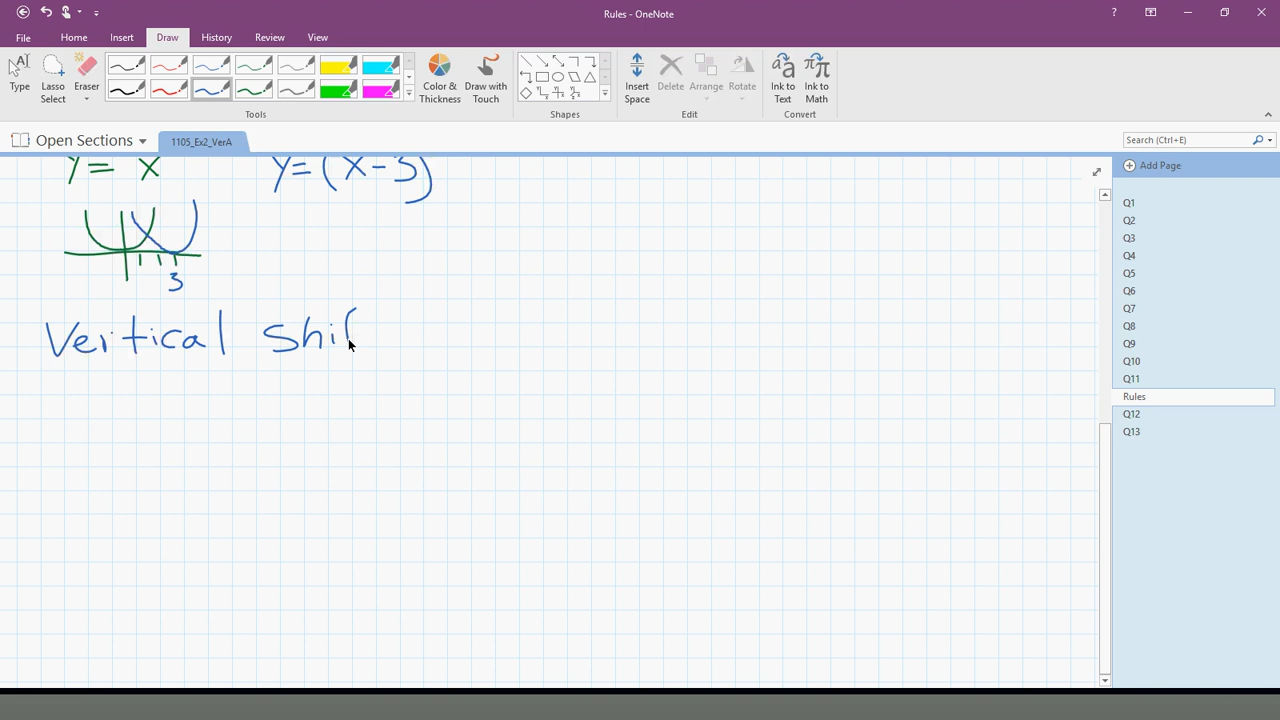 Rules - OneNote
?
File Home Insert Draw History Review View
Type
Lasso Select
Eraser
Color & Thickness
Draw with Touch
Insert Space
Delete
Arrange
Rotate
Ink to Text
Ink to Math
Tools
Shapes
Edit
Convert
Open Sections
1105_Ex2_VerA
Search (Ctrl+E)
Add Page
y = x y = (x-3)
3
Vertical Shif
Q1
Q2
Q3
Q4
Q5
Q6
Q7
Q8
Q9
Q10
Q11
Rules
Q12
Q13